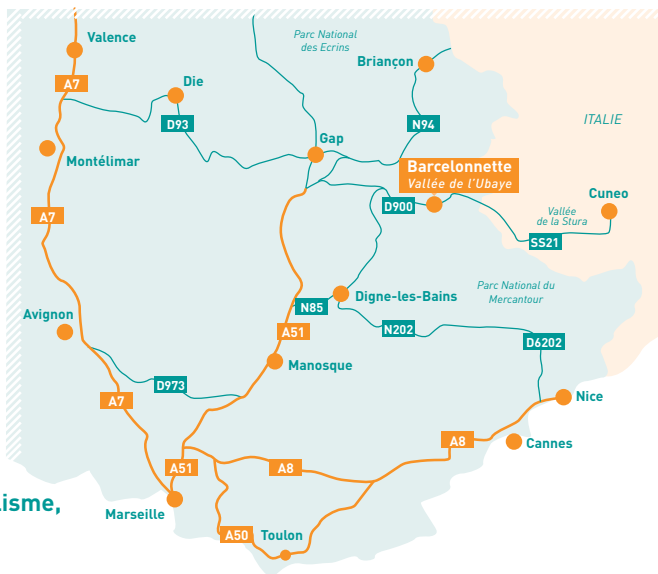 Parc National
des Ecrins
Valence
Briançon
A7
Die
D93
N94
ITALIE
Gap
Montélimar
Barcelonnette
Vallée de l'Ubaye
Cuneo
D900
A7
Vallée
de la Stura
SS21
Parc National du
Mercantour
Digne-les-Bains
N85
Avignon
A51
N202
D6202
Manosque
D973
A7
Nice
A8
Cannes
A51
A8
isme,
Marseille
A50
Toulon